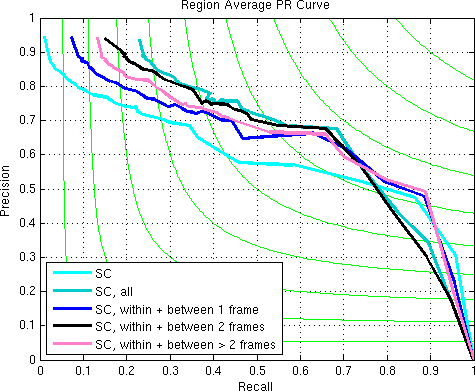 Region Average PR Curve
1
0.9
0.8
0.7
0.6
0.5
0.4
0.3
0.2
0.1
0
Precision
SC
SC, all
SC, within + between 1 frame
SC, within + between 2 frames
SC, within + between > 2 frames
0 0.1 0.2 0.3 0.4 0.5 0.6 0.7 0.8 0.9
Recall